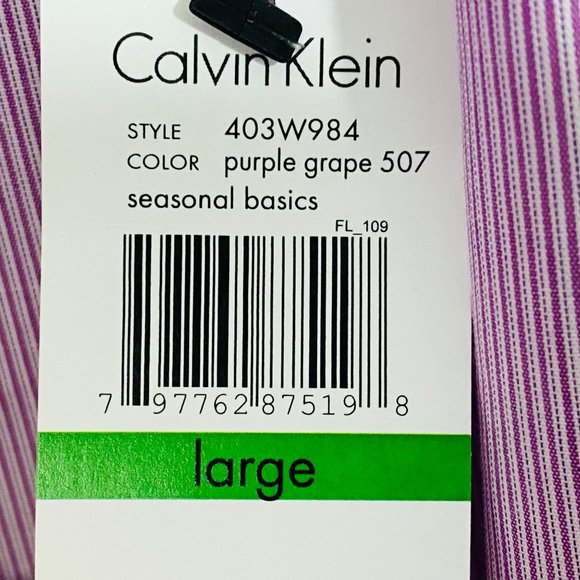 Calvin Klein
STYLE 403W984
COLOR purple grape 507
seasonal basics
FL_109
7 97762 87519 8
large